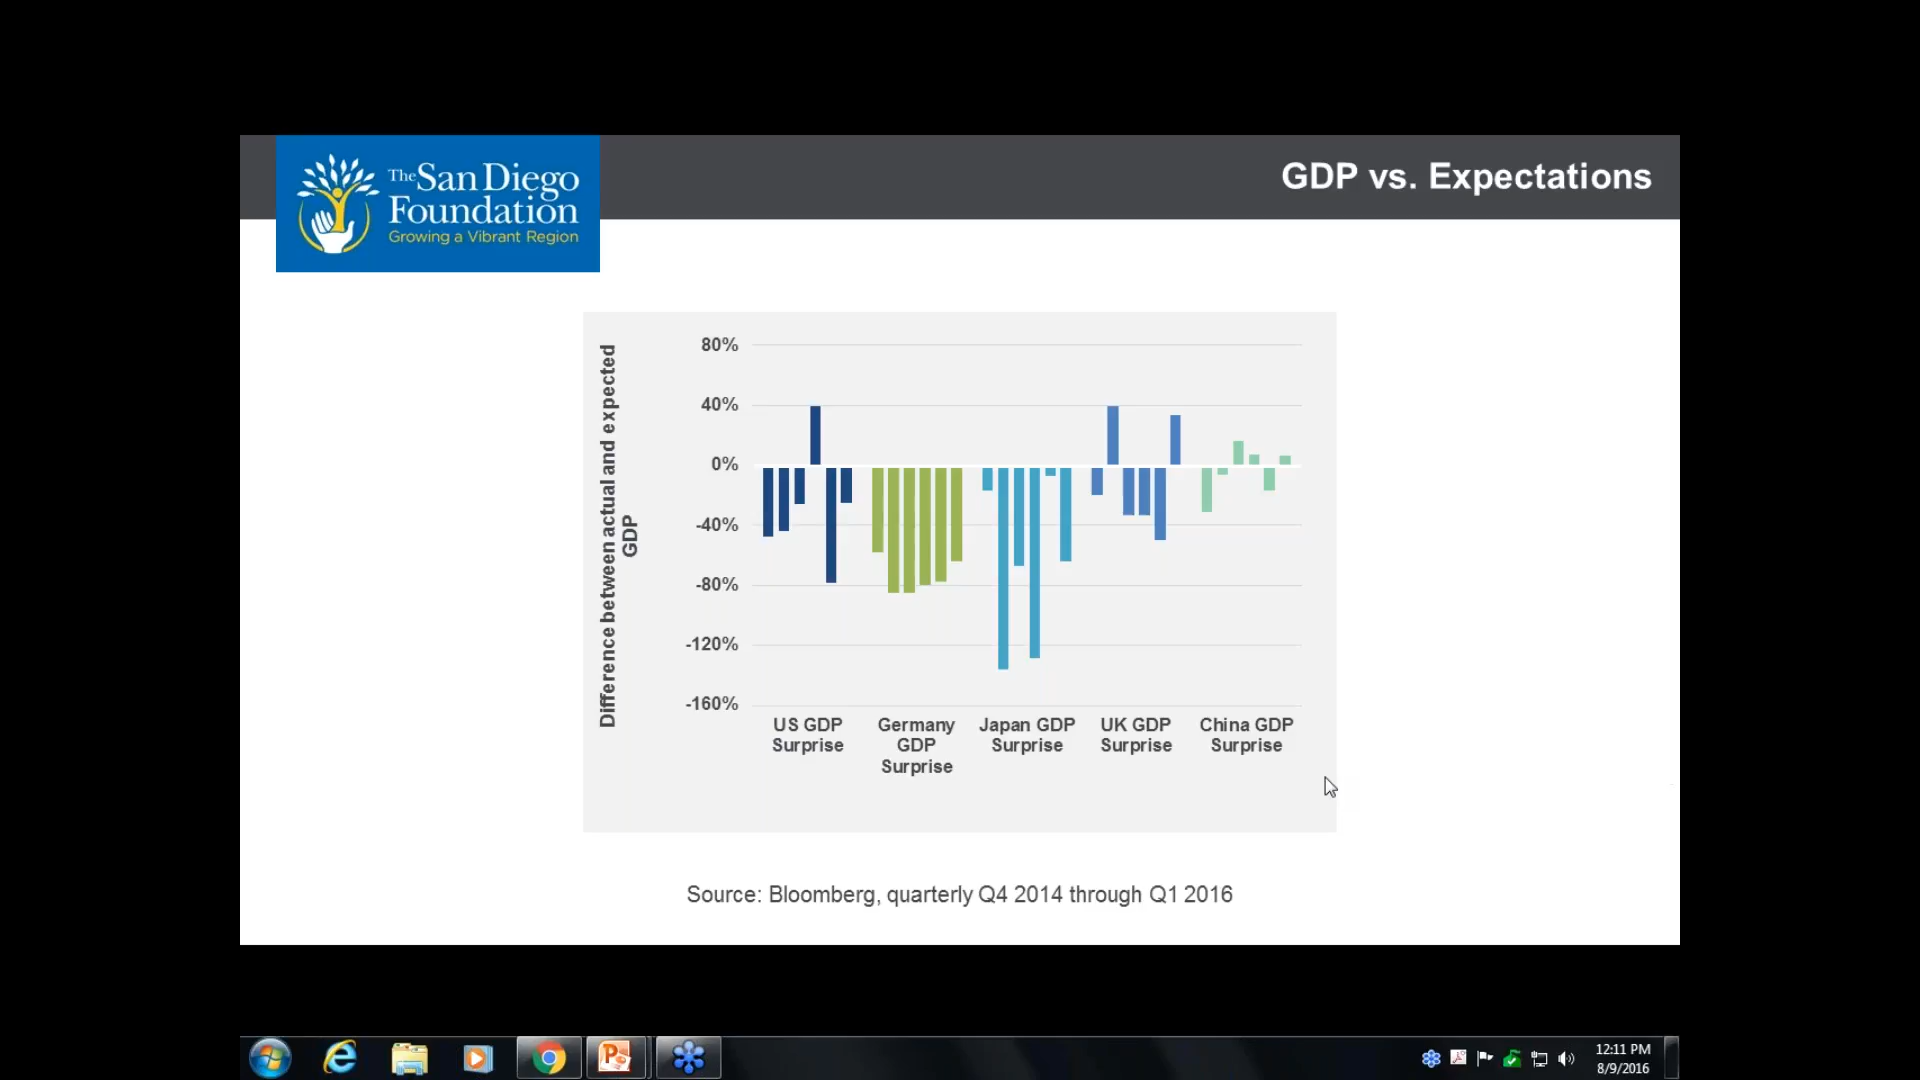 The San Diego
Foundation
Growing a Vibrant Region
GDP vs. Expectations
Difference between actual and expected
GDP
80%
40%
0%
-40%
-80%
-120%
-160%
US GDP
Surprise
Germany
GDP
Surprise
Japan GDP
Surprise
UK GDP
Surprise
China GDP
Surprise
Source: Bloomberg, quarterly Q4 2014 through Q1 2016
12:11 PM
8/9/2016